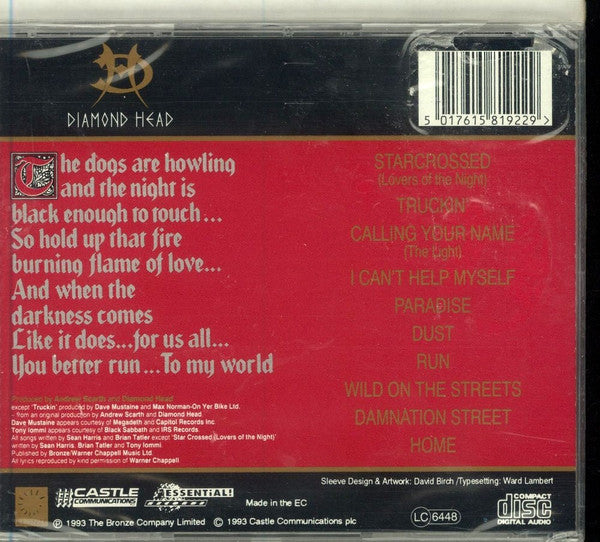 DIAMOND HEAD
5 017615 819229 >
The dogs are howling
and the night is
black enough to touch...
So hold up that fire
burning flame of love...
And when the
darkness comes
Like it does...for us all...
You better run...To my world
STARCROSSED
(Lovers of the Night)
TRUCKIN'
CALLING YOUR NAME
(The Light)
I CAN'T HELP MYSELF
PARADISE
DUST
RUN
WILD ON THE STREETS
DAMNATION STREET
HOME
Produced by Andrew Scarth and Diamond Head
except 'Truckin' produced by Dave Mustaine and Max Norman-On Yer Bike Ltd.
- from an original production by Andrew Scarth and Diamond Head
Dave Mustaine appears courtesy of Megadeth and Capitol Records Inc.
Tony Iommi appears courtesy of Black Sabbath and IRS Records.
All songs written by Sean Harris and Brian Tatler except 'Star Crossed (Lovers of the Night)'
written by Sean Harris, Brian Tatler and Tony Iommi.
Published by Bronze/Warner Chappell Music Ltd
All lyrics reproduced by kind permission of Warner Chappell
Sleeve Design & Artwork: David Birch /Typesetting: Ward Lambert
CASTLE
COMMUNICATIONS
ESSENTIAL!
Made in the EC
℗ 1993 The Bronze Company Limited © 1993 Castle Communications plc
LC 6448
COMPACT
disc
DIGITAL AUDIO